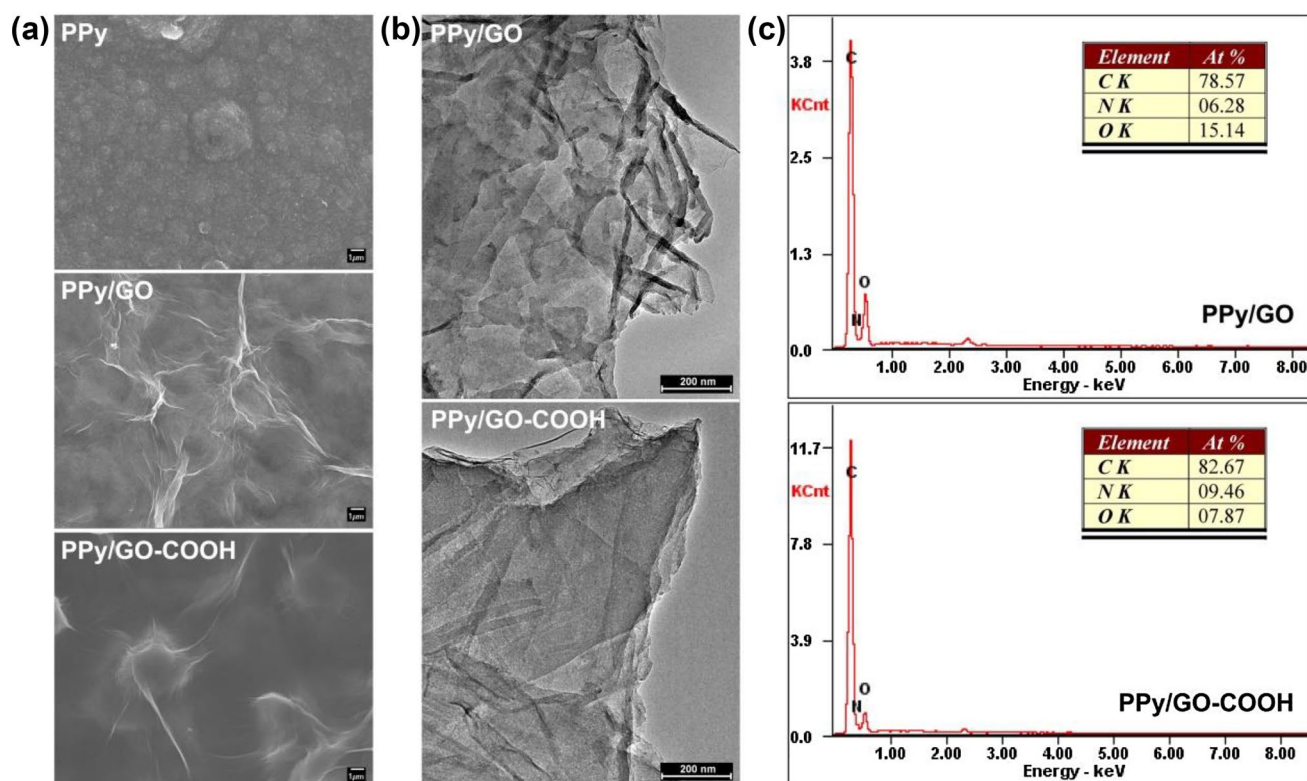 (a)
PPy
1µm
PPy/GO
1µm
PPy/GO-COOH
1µm
(b)
PPy/GO
200 nm
PPy/GO-COOH
200 nm
(c)
3.8
KCnt
2.5
1.3
0.0
C
O
N
Element At %
C K 78.57
N K 06.28
O K 15.14
PPy/GO
1.00 2.00 3.00 4.00 5.00 6.00 7.00 8.00
Energy - keV
11.7
KCnt
7.8
3.9
0.0
C
O
N
Element At %
C K 82.67
N K 09.46
O K 07.87
PPy/GO-COOH
1.00 2.00 3.00 4.00 5.00 6.00 7.00 8.00
Energy - keV